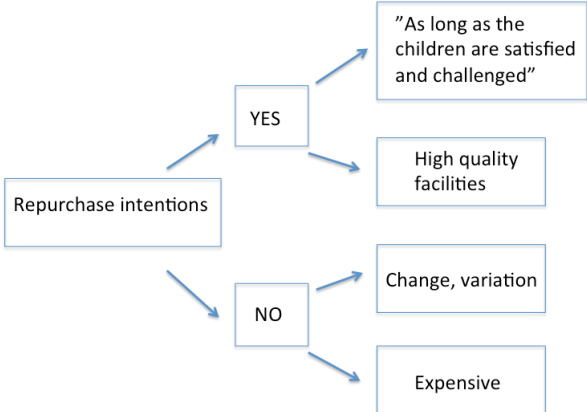 ”As long as the
children are satisfied
and challenged”
YES
High quality
facilities
Repurchase intentions
Change, variation
NO
Expensive